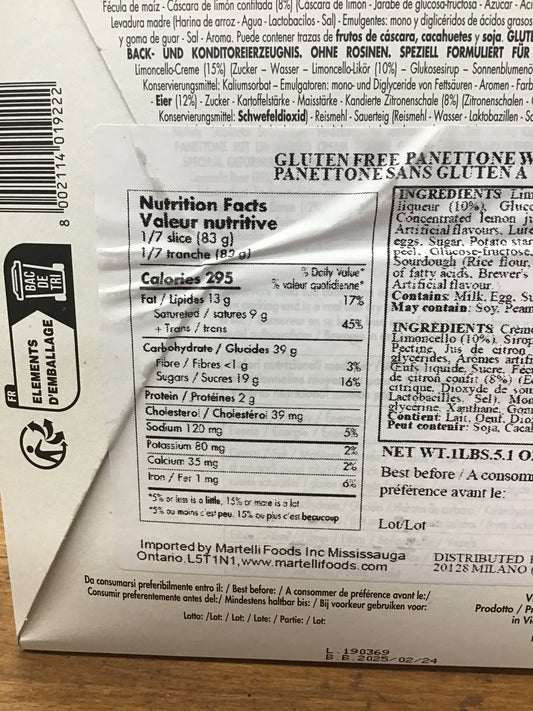 Fécula de maíz - Cáscara de limón confitada (8%) (Cáscara de limón - Jarabe de glucosa-fructosa - Azúcar - Áci
Levadura madre (Harina de arroz - Agua - Lactobacilos - Sal) - Emulgentes: mono y diglicéridos de ácidos grasos
y goma de guar - Sal - Aroma. Puede contener trazas de frutos de cáscara, cacahuetes y soja. GLUTE
BACK- UND KONDITOREIERZEUGNIS. OHNE ROSINEN. SPEZIELL FORMULIERT FÜR
Limoncello-Creme (15%) (Zucker – Wasser – Limoncello-Likör (10%) – Glukosesirup – Sonnenblumenö
Konservierungsmittel: Kaliumsorbat – Emulgatoren: mono- und Diglyceride von Fettsäuren - Aromen - Farb
- Eier (12%) - Zucker - Kartoffelstärke - Maisstärke - Kandierte Zitronenschale (8%) (Zitronenschalen -
Konservierungsmittel: Schwefeldioxid) - Reismehl - Sauerteig (Reismehl - Wasser - Laktobazillen - Sa
8 002114 019222
GLUTEN FREE PANETTONE W
PANETTONE SANS GLUTEN A
Nutrition Facts
Valeur nutritive
1/7 slice (83 g)
1/7 tranche (83 g)
Calories 295
% Daily Value*
% valeur quotidienne*
Fat / Lipides 13 g 17%
Saturated / saturés 9 g
+ Trans / trans 45%
Carbohydrate / Glucides 39 g
Fibre / Fibres <1 g 3%
Sugars / Sucres 19 g 16%
Protein / Protéines 2 g
Cholesterol / Cholestérol 39 mg
Sodium 120 mg 5%
Potassium 80 mg 2%
Calcium 35 mg 2%
Iron / Fer 1 mg 6%
*5% or less is a little, 15% or more is a lot
*5% ou moins c'est peu, 15% ou plus c'est beaucoup
INGREDIENTS Lim
liqueur (10%), Gluco
Concentrated lemon ju
Artificial flavours, Lute
eggs, Sugar, Potato star
peel, Glucose-fructose,
Sourdough (Rice flour,
of fatty acids, Brewer's
Artificial flavour.
Contains: Milk, Egg, Su
May contain: Soy, Pean
INGRÉDIENTS Crème
Limoncello (10%), Sirop
Pectine, Jus de citron
glycérides, Arômes artifi
Œufs liquide, Sucre, Féc
de citron confit (8%) (Éc
citrique, Dioxyde de sou
Lactobacilles, Sel), Mon
glycérine, Xanthane, Gom
Contient: Lait, Oeuf, Diox
Peut contenir: Soja, Cacah
NET WT.1LBS.5.1 O
Best before / A consomm
préférence avant le:
Lot/Lot
Imported by Martelli Foods Inc Mississauga
Ontario, L5T1N1, www.martellifoods.com
DISTRIBUTED B
20128 MILANO (
FR
ELEMENTS
D'EMBALLAGE
BAC
DE
TRI
Da consumarsi preferibilmente entro il: / Best before: / A consommer de préférence avant le:/
Consumir preferentemente antes del:/ Mindestens haltbar bis: / Bij voorkeur gebruiken voor:
Lotto: /Lot: / Lot: / Lote: / Partie: / Lot:
Prodotto / Pr
in Vi
L. 190369
B.B.2025/02/24